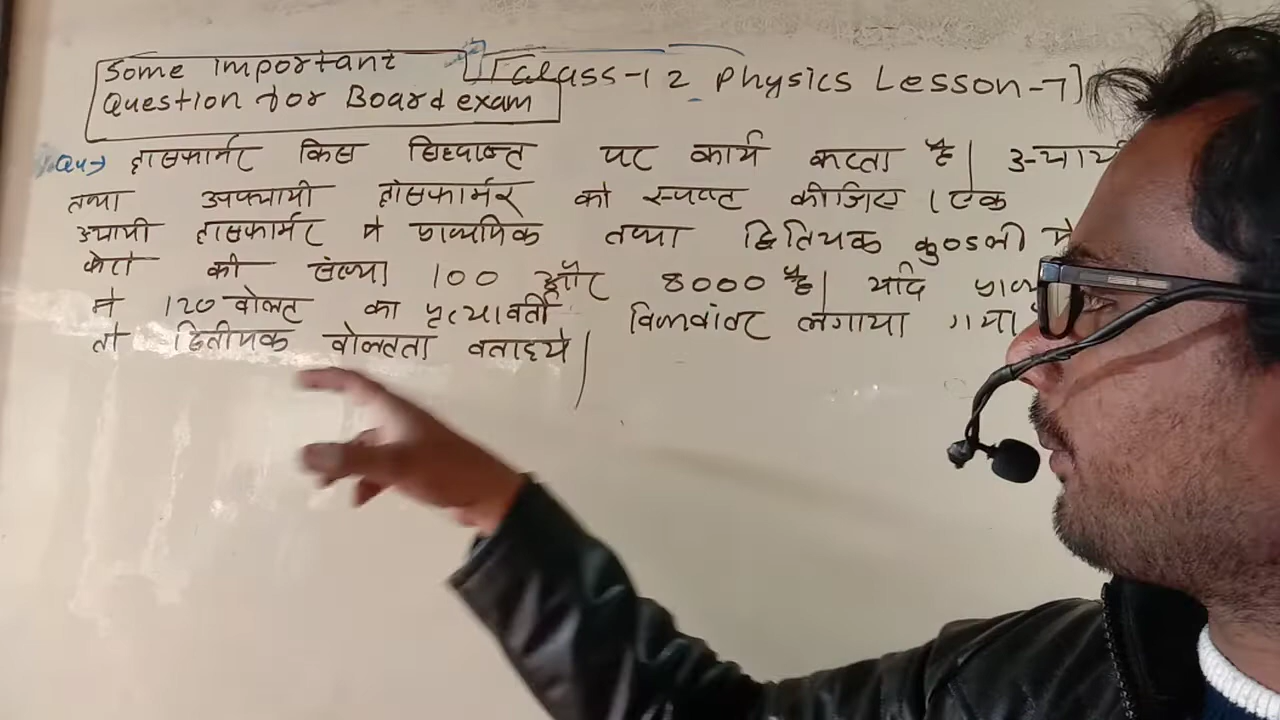 Some Important
Question for Board exam
[Class-12 Physics Lesson-7]
Qu→ ट्रांसफार्मर किस सिध्दान्त पर कार्य करता है| उच्चायी
तथा अपचायी ट्रांसफार्मर को स्पष्ट कीजिए। एक
उच्चायी ट्रांसफार्मर मे प्राथमिक तथा द्वितियक कुण्डली मे
फेरो की संख्या 100 और 8000 है| यदि
मे 120 वोल्ट का प्रत्यावर्ती विभवांतर लगाया गया
तो द्वितीयक वोल्टता बताइये|